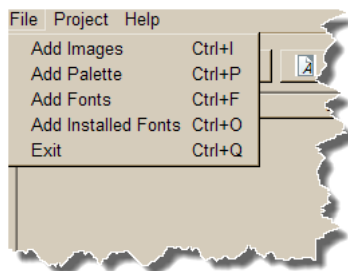 File Project Help
Add Images Ctrl+I
Add Palette Ctrl+P
Add Fonts Ctrl+F
Add Installed Fonts Ctrl+O
Exit Ctrl+Q
A